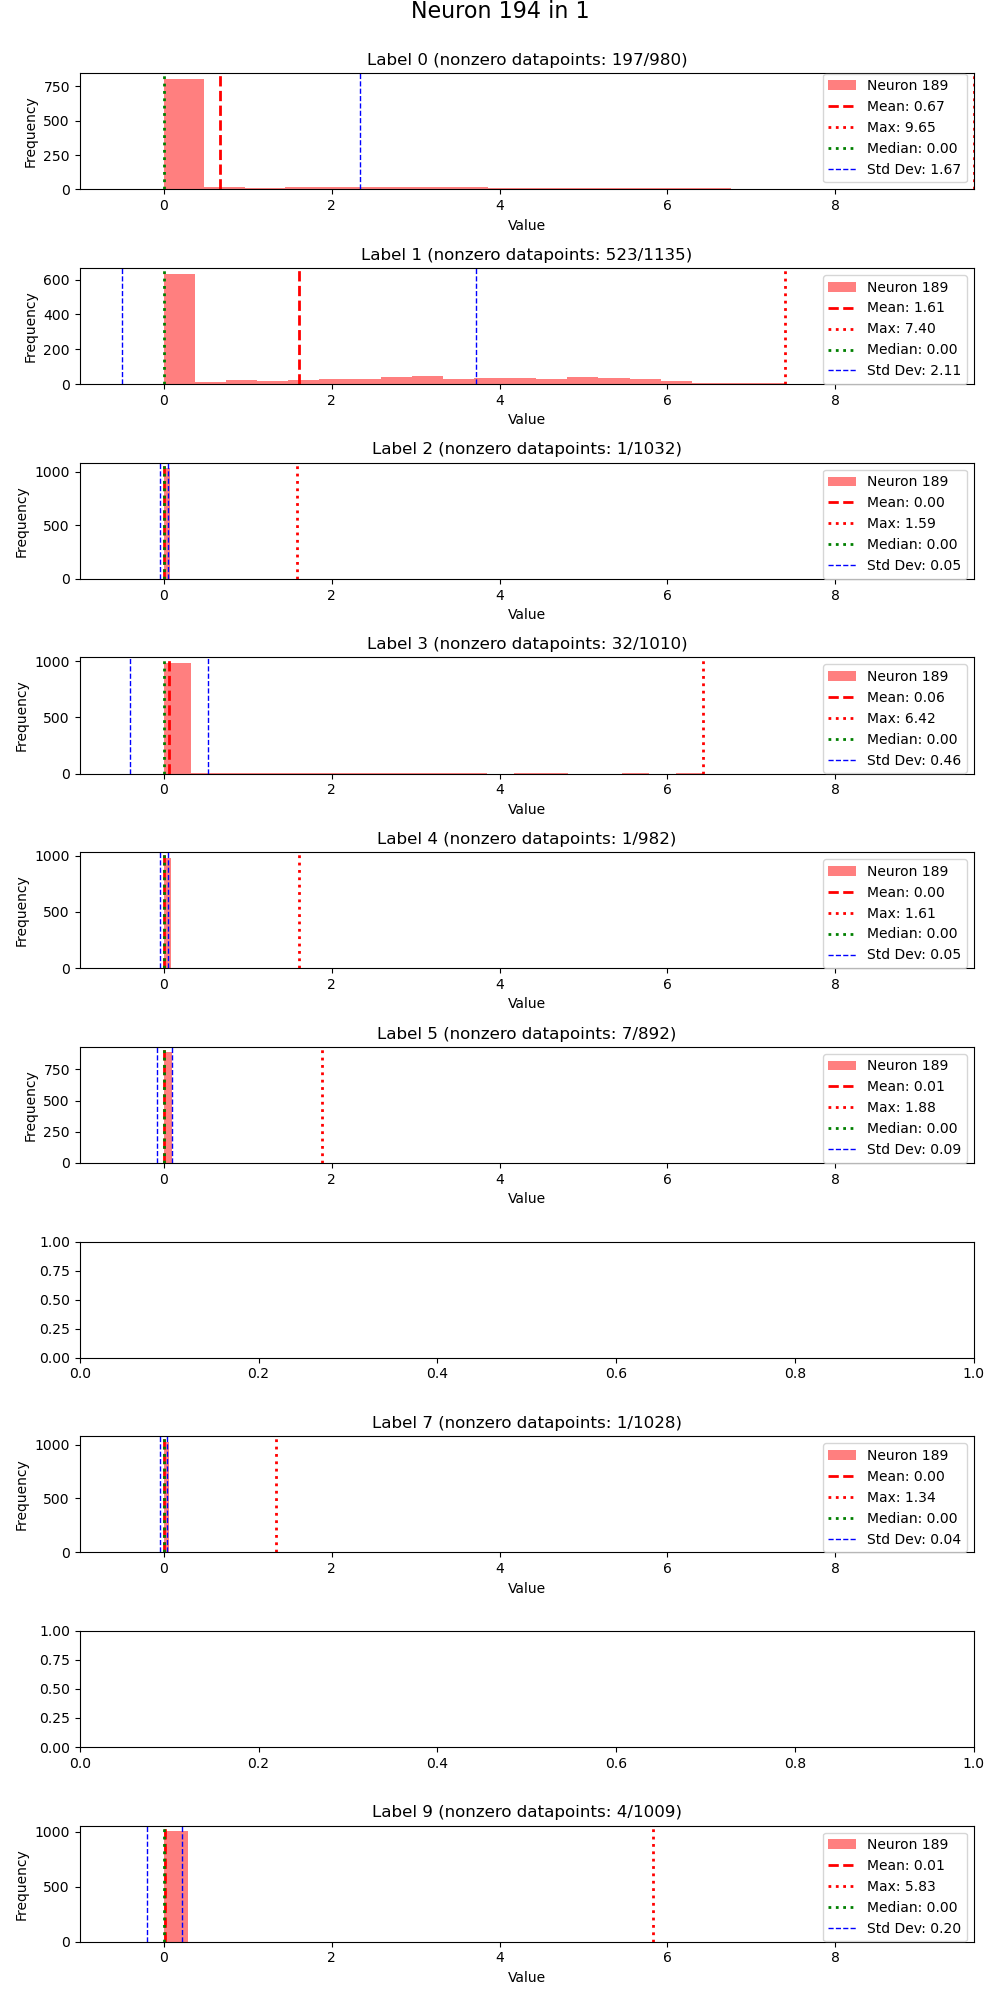 Neuron 194 in 1
Label 0 (nonzero datapoints: 197/980)
Frequency
750
500
250
0
Neuron 189
Mean: 0.67
Max: 9.65
Median: 0.00
Std Dev: 1.67
0 2 4 6 8
Value
Label 1 (nonzero datapoints: 523/1135)
Frequency
600
400
200
0
Neuron 189
Mean: 1.61
Max: 7.40
Median: 0.00
Std Dev: 2.11
0 2 4 6 8
Value
Label 2 (nonzero datapoints: 1/1032)
Frequency
1000
500
0
Neuron 189
Mean: 0.00
Max: 1.59
Median: 0.00
Std Dev: 0.05
0 2 4 6 8
Value
Label 3 (nonzero datapoints: 32/1010)
Frequency
1000
500
0
Neuron 189
Mean: 0.06
Max: 6.42
Median: 0.00
Std Dev: 0.46
0 2 4 6 8
Value
Label 4 (nonzero datapoints: 1/982)
Frequency
1000
500
0
Neuron 189
Mean: 0.00
Max: 1.61
Median: 0.00
Std Dev: 0.05
0 2 4 6 8
Value
Label 5 (nonzero datapoints: 7/892)
Frequency
750
500
250
0
Neuron 189
Mean: 0.01
Max: 1.88
Median: 0.00
Std Dev: 0.09
0 2 4 6 8
Value
1.00
0.75
0.50
0.25
0.00
0.0 0.2 0.4 0.6 0.8 1.0
Label 7 (nonzero datapoints: 1/1028)
Frequency
1000
500
0
Neuron 189
Mean: 0.00
Max: 1.34
Median: 0.00
Std Dev: 0.04
0 2 4 6 8
Value
1.00
0.75
0.50
0.25
0.00
0.0 0.2 0.4 0.6 0.8 1.0
Label 9 (nonzero datapoints: 4/1009)
Frequency
1000
500
0
Neuron 189
Mean: 0.01
Max: 5.83
Median: 0.00
Std Dev: 0.20
0 2 4 6 8
Value